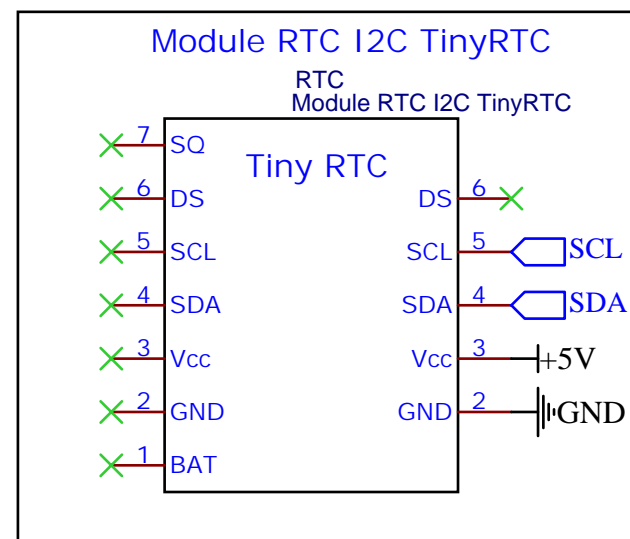 Module RTC I2C TinyRTC
RTC
Module RTC I2C TinyRTC
Tiny RTC
7 SQ
6 DS DS 6
5 SCL SCL 5 SCL
4 SDA SDA 4 SDA
3 Vcc Vcc 3 +5V
2 GND GND 2 GND
1 BAT